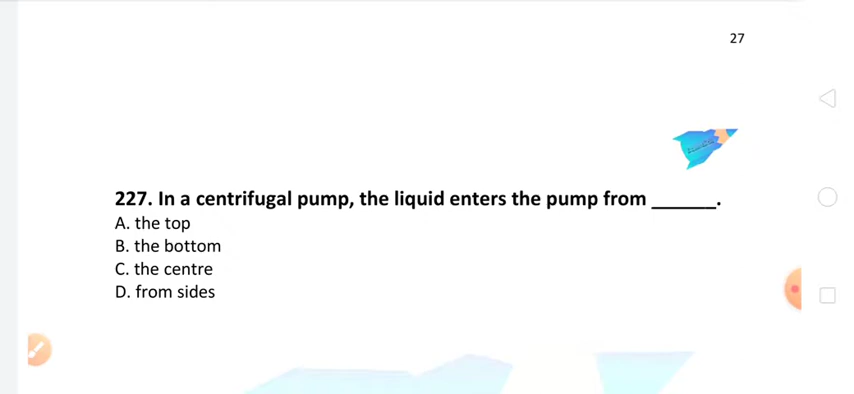 27
227. In a centrifugal pump, the liquid enters the pump from ______.
A. the top
B. the bottom
C. the centre
D. from sides